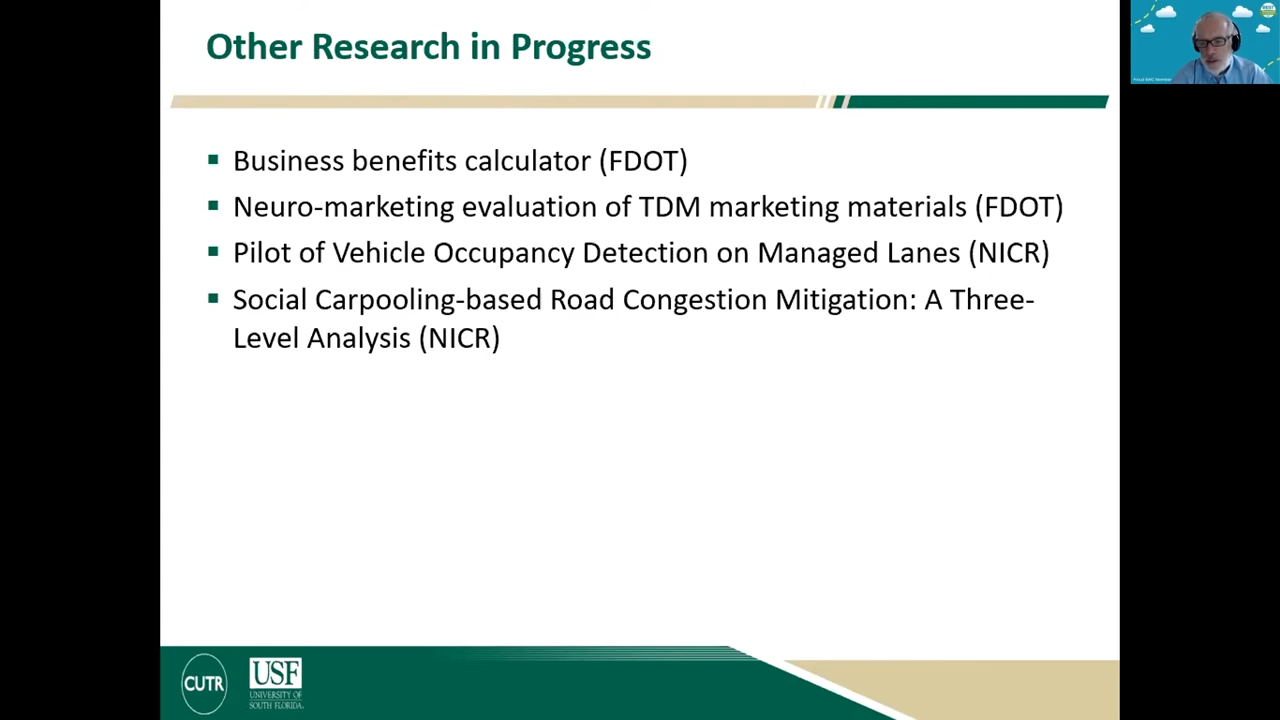 Other Research in Progress
▪ Business benefits calculator (FDOT)
▪ Neuro-marketing evaluation of TDM marketing materials (FDOT)
▪ Pilot of Vehicle Occupancy Detection on Managed Lanes (NICR)
▪ Social Carpooling-based Road Congestion Mitigation: A Three-
Level Analysis (NICR)
CUTR
USF
UNIVERSITY OF
SOUTH FLORIDA